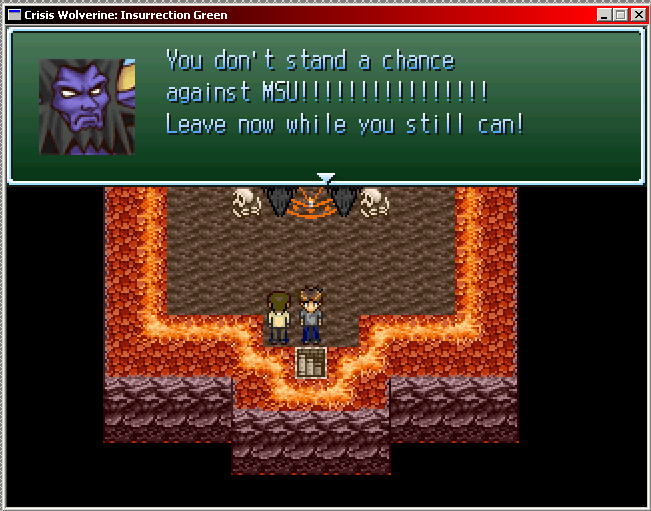 Crisis Wolverine: Insurrection Green
You don't stand a chance
against MSU!!!!!!!!!!!!!!!!
Leave now while you still can!